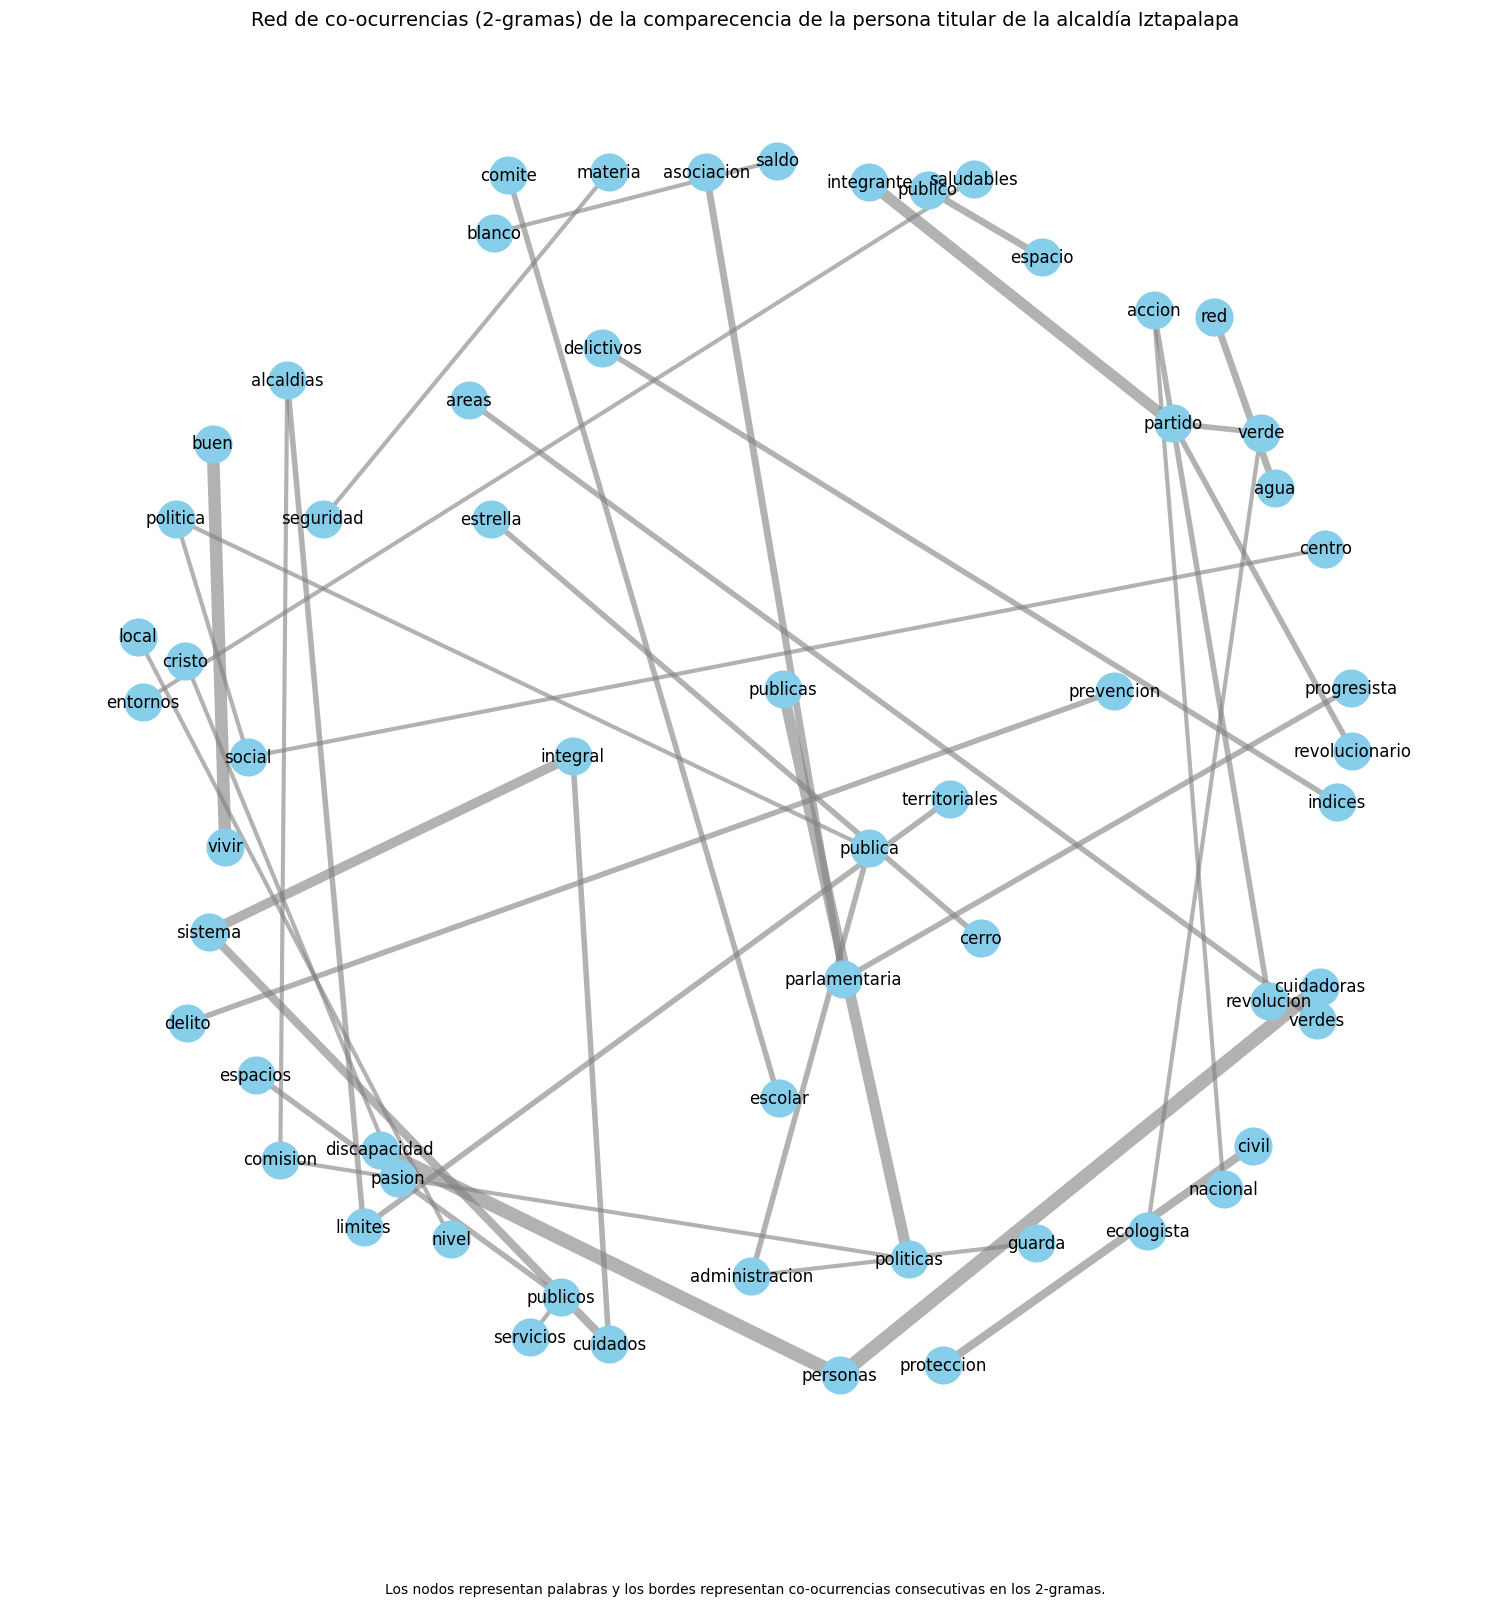 Red de co-ocurrencias (2-gramas) de la comparecencia de la persona titular de la alcaldía Iztapalapa
saldo
comite
materia
asociacion
integrante
publico
saludables
blanco
espacio
accion
red
delictivos
alcaldias
areas
partido
verde
buen
agua
politica
seguridad
estrella
centro
local
cristo
entornos
publicas
prevencion
progresista
social
integral
revolucionario
territoriales
indices
vivir
publica
sistema
cerro
parlamentaria
cuidadoras
revolucion
verdes
delito
espacios
escolar
discapacidad
comision
pasion
civil
nacional
limites
nivel
ecologista
guarda
politicas
administracion
publicos
servicios
cuidados
personas
proteccion
Los nodos representan palabras y los bordes representan co-ocurrencias consecutivas en los 2-gramas.